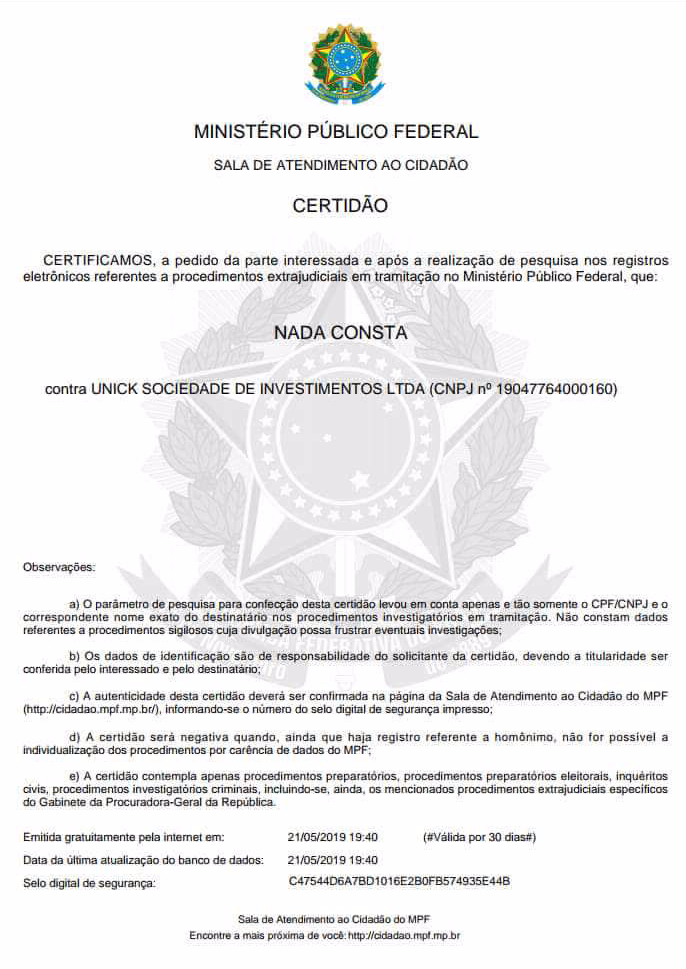 MINISTÉRIO PÚBLICO FEDERAL
SALA DE ATENDIMENTO AO CIDADÃO
CERTIDÃO
CERTIFICAMOS, a pedido da parte interessada e após a realização de pesquisa nos registros
eletrônicos referentes a procedimentos extrajudiciais em tramitação no Ministério Público Federal, que:
NADA CONSTA
contra UNICK SOCIEDADE DE INVESTIMENTOS LTDA (CNPJ nº 19047764000160)
Observações:
a) O parâmetro de pesquisa para confecção desta certidão levou em conta apenas e tão somente o CPF/CNPJ e o
correspondente nome exato do destinatário nos procedimentos investigatórios em tramitação. Não constam dados
referentes a procedimentos sigilosos cuja divulgação possa frustrar eventuais investigações;
b) Os dados de identificação são de responsabilidade do solicitante da certidão, devendo a titularidade ser
conferida pelo interessado e pelo destinatário;
c) A autenticidade desta certidão deverá ser confirmada na página da Sala de Atendimento ao Cidadão do MPF
(http://cidadao.mpf.mp.br/), informando-se o número do selo digital de segurança impresso;
d) A certidão será negativa quando, ainda que haja registro referente a homônimo, não for possível a
individualização dos procedimentos por carência de dados do MPF;
e) A certidão contempla apenas procedimentos preparatórios, procedimentos preparatórios eleitorais, inquéritos
civis, procedimentos investigatórios criminais, incluindo-se, ainda, os mencionados procedimentos extrajudiciais específicos
do Gabinete da Procuradora-Geral da República.
Emitida gratuitamente pela internet em: 21/05/2019 19:40 (#Válida por 30 dias#)
Data da última atualização do banco de dados: 21/05/2019 19:40
Selo digital de segurança: C47544D6A7BD1016E2B0FB574935E44B
Sala de Atendimento ao Cidadão do MPF
Encontre a mais próxima de você: http://cidadao.mpf.mp.br